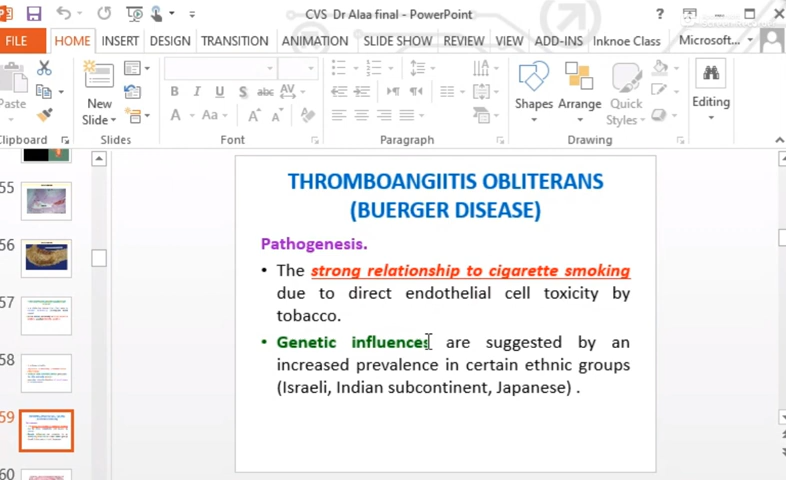 CVS Dr Alaa final - PowerPoint
FILE HOME INSERT DESIGN TRANSITION ANIMATION SLIDE SHOW REVIEW VIEW ADD-INS Inknoe Class Microsoft...
Paste
New
Slide
B I U S abc
A Aa A A
Shapes Arrange Quick
Styles
Editing
Clipboard Slides Font Paragraph Drawing
55
56
57
58
59
60
THROMBOANGIITIS OBLITERANS
(BUERGER DISEASE)
Pathogenesis.
• The strong relationship to cigarette smoking
due to direct endothelial cell toxicity by
tobacco.
• Genetic influences are suggested by an
increased prevalence in certain ethnic groups
(Israeli, Indian subcontinent, Japanese) .